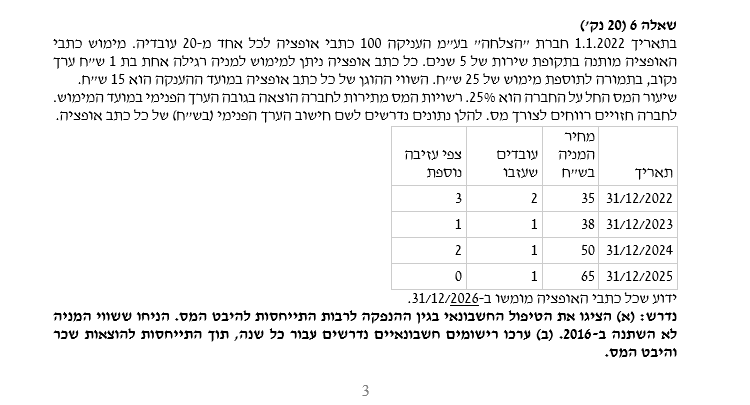 שאלה 6 (20 נק')
בתאריך 1.1.2022 חברת "הצלחה" בע"מ העניקה 100 כתבי אופציה לכל אחד מ-20 עובדיה. מימוש כתבי
האופציה מותנה בתקופת שירות של 5 שנים. כל כתב אופציה ניתן למימוש למניה רגילה אחת בת 1 ש"ח ערך
נקוב, בתמורה לתוספת מימוש של 25 ש"ח. השווי ההוגן של כל כתב אופציה במועד ההענקה הוא 15 ש"ח.
שיעור המס החל על החברה הוא 25%. רשויות המס מתירות לחברה הוצאה בגובה הערך הפנימי במועד המימוש.
לחברה חזויים רווחים לצורך מס. להלן נתונים נדרשים לשם חישוב הערך הפנימי (בש"ח) של כל כתב אופציה.
תאריך מחיר המניה בש"ח עובדים שעזבו צפי עזיבה נוספת
31/12/2022 35 2 3
31/12/2023 38 1 1
31/12/2024 50 1 2
31/12/2025 65 1 0
ידוע שכל כתבי האופציה מומשו ב-31/12/2026.
נדרש: (א) הציגו את הטיפול החשבונאי בגין ההנפקה לרבות התייחסות להיבט המס. הניחו ששווי המניה
לא השתנה ב-2016. (ב) ערכו רישומים חשבונאיים נדרשים עבור כל שנה, תוך התייחסות להוצאות שכר
והיבט המס.
3